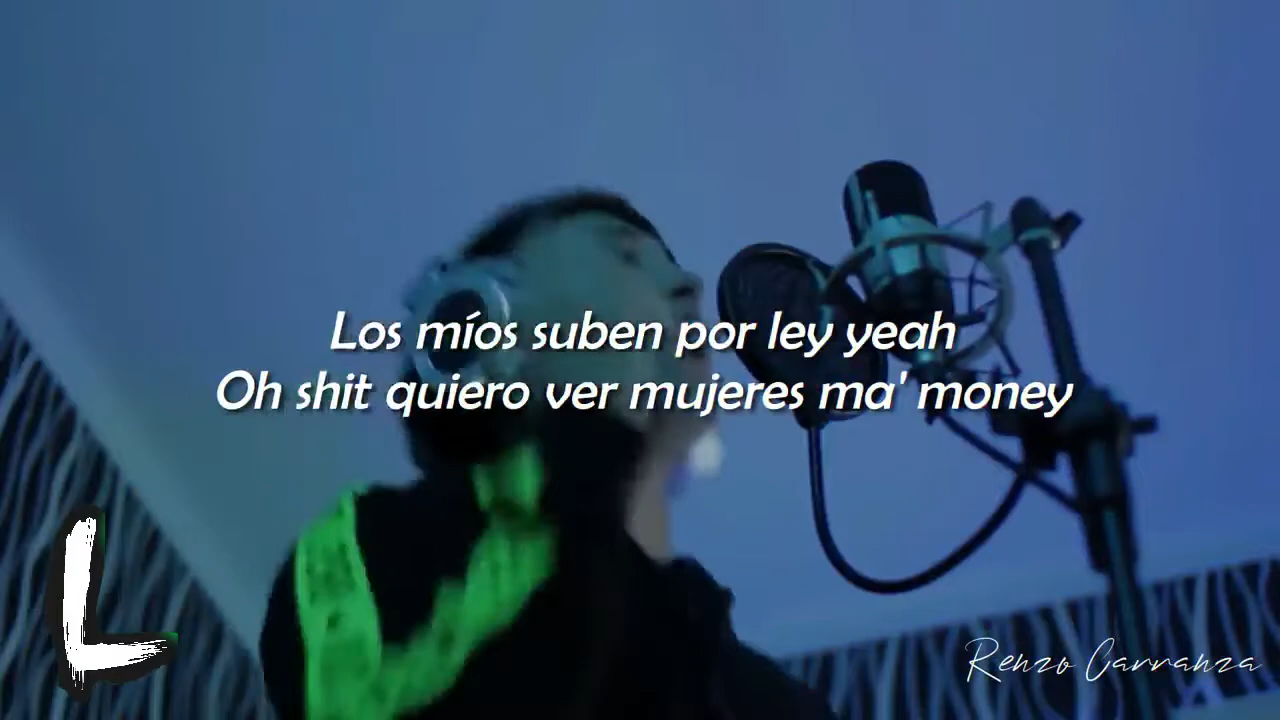 Los míos suben por ley yeah
Oh shit quiero ver mujeres ma' money
L
Renzo Carranza